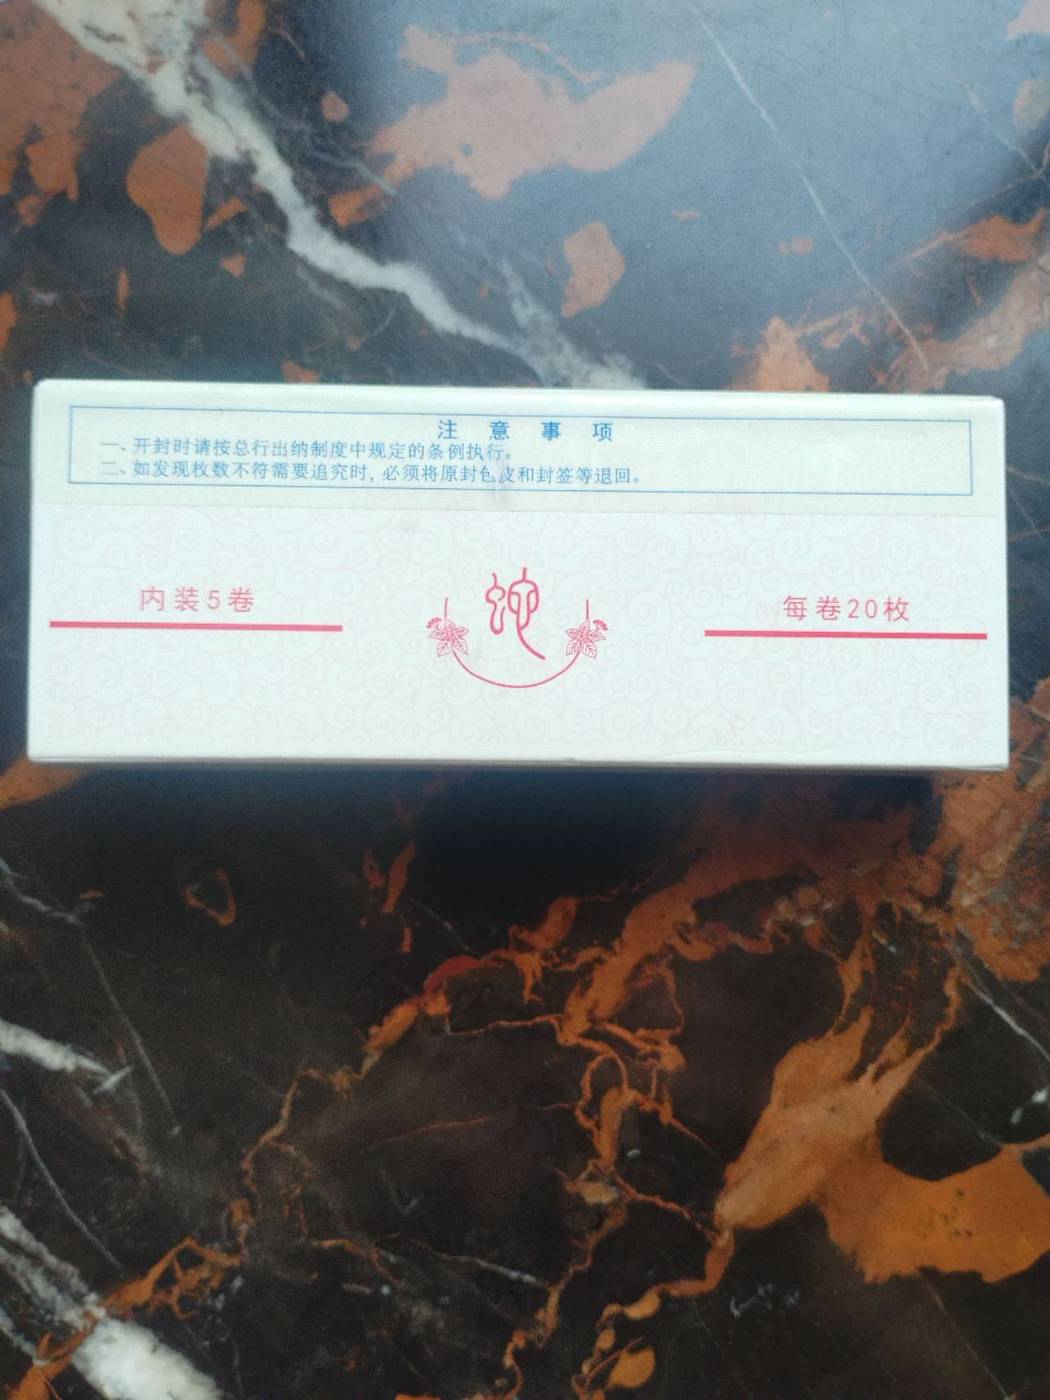 注意事项
一、开封时请按总行出纳制度中规定的条例执行。
二、如发现枚数不符需要追究时,必须将原封包皮和封签等退回。
内装5卷
蛇
每卷20枚